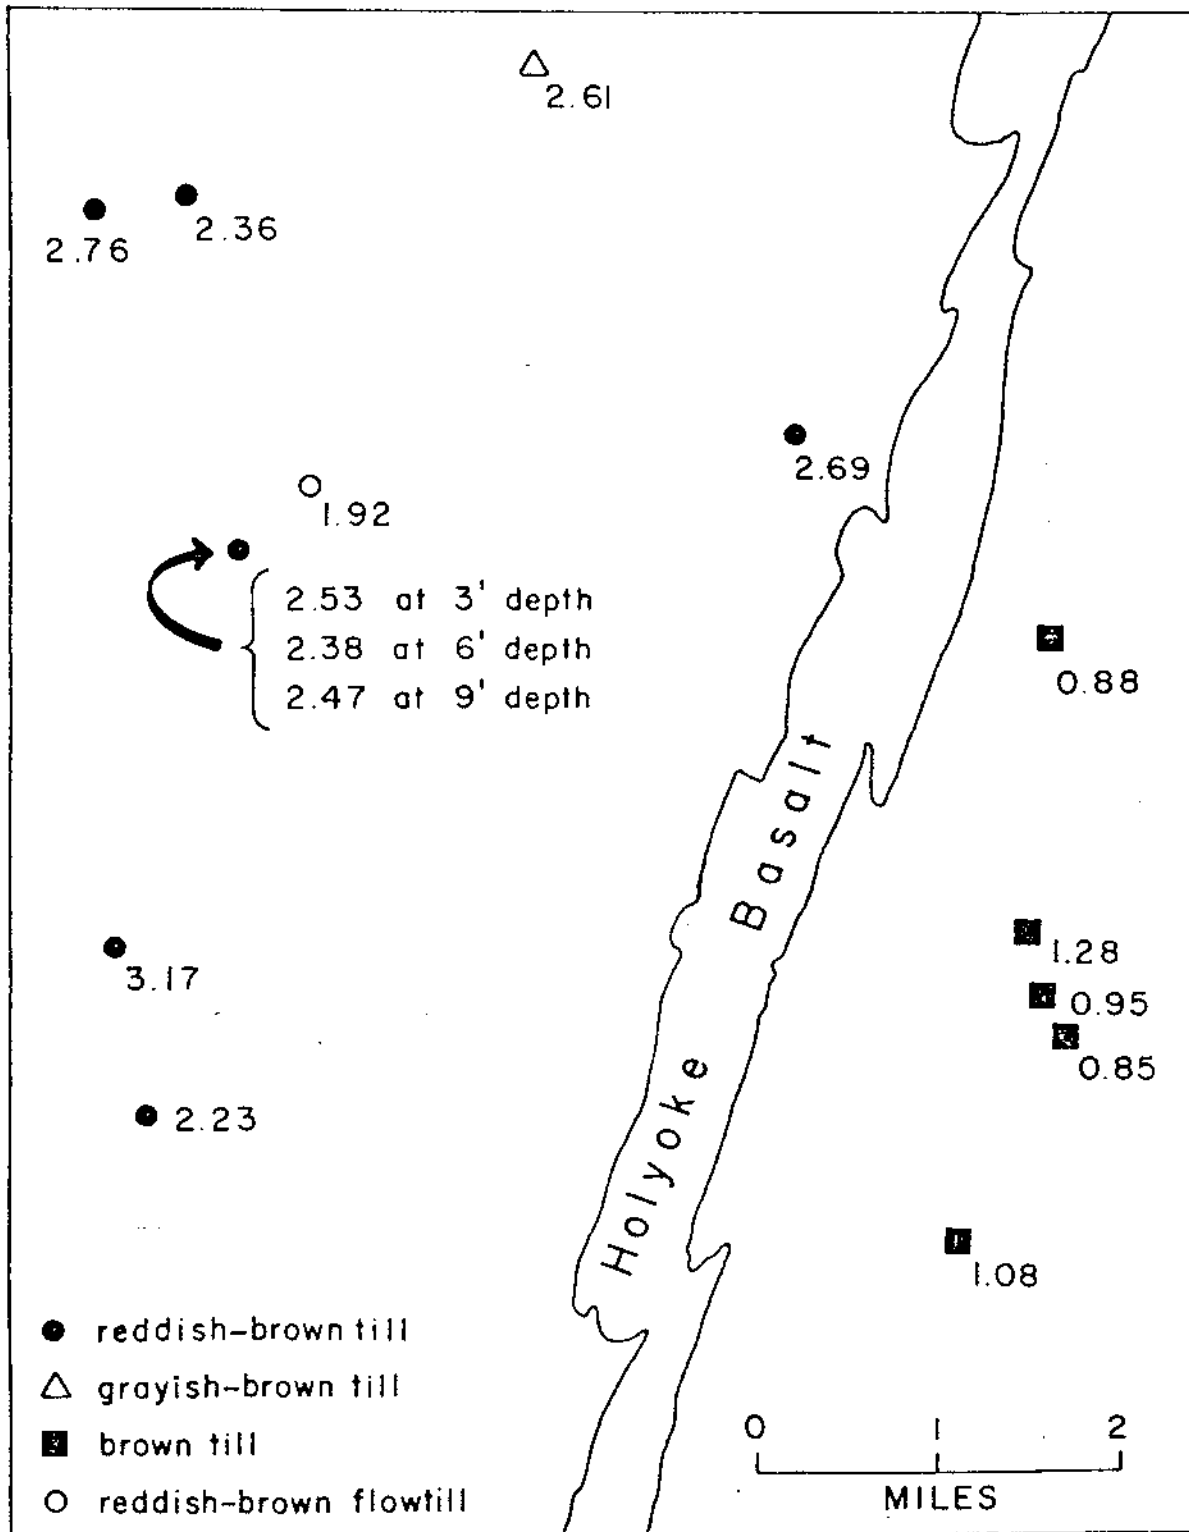 2.61
2.36
2.76
2.69
1.92
2.53 at 3' depth
2.38 at 6' depth
2.47 at 9' depth
0.88
Holyoke Basalt
1.28
3.17
0.95
0.85
2.23
1.08
reddish-brown till
grayish-brown till
brown till
reddish-brown flowtill
0 1 2
MILES